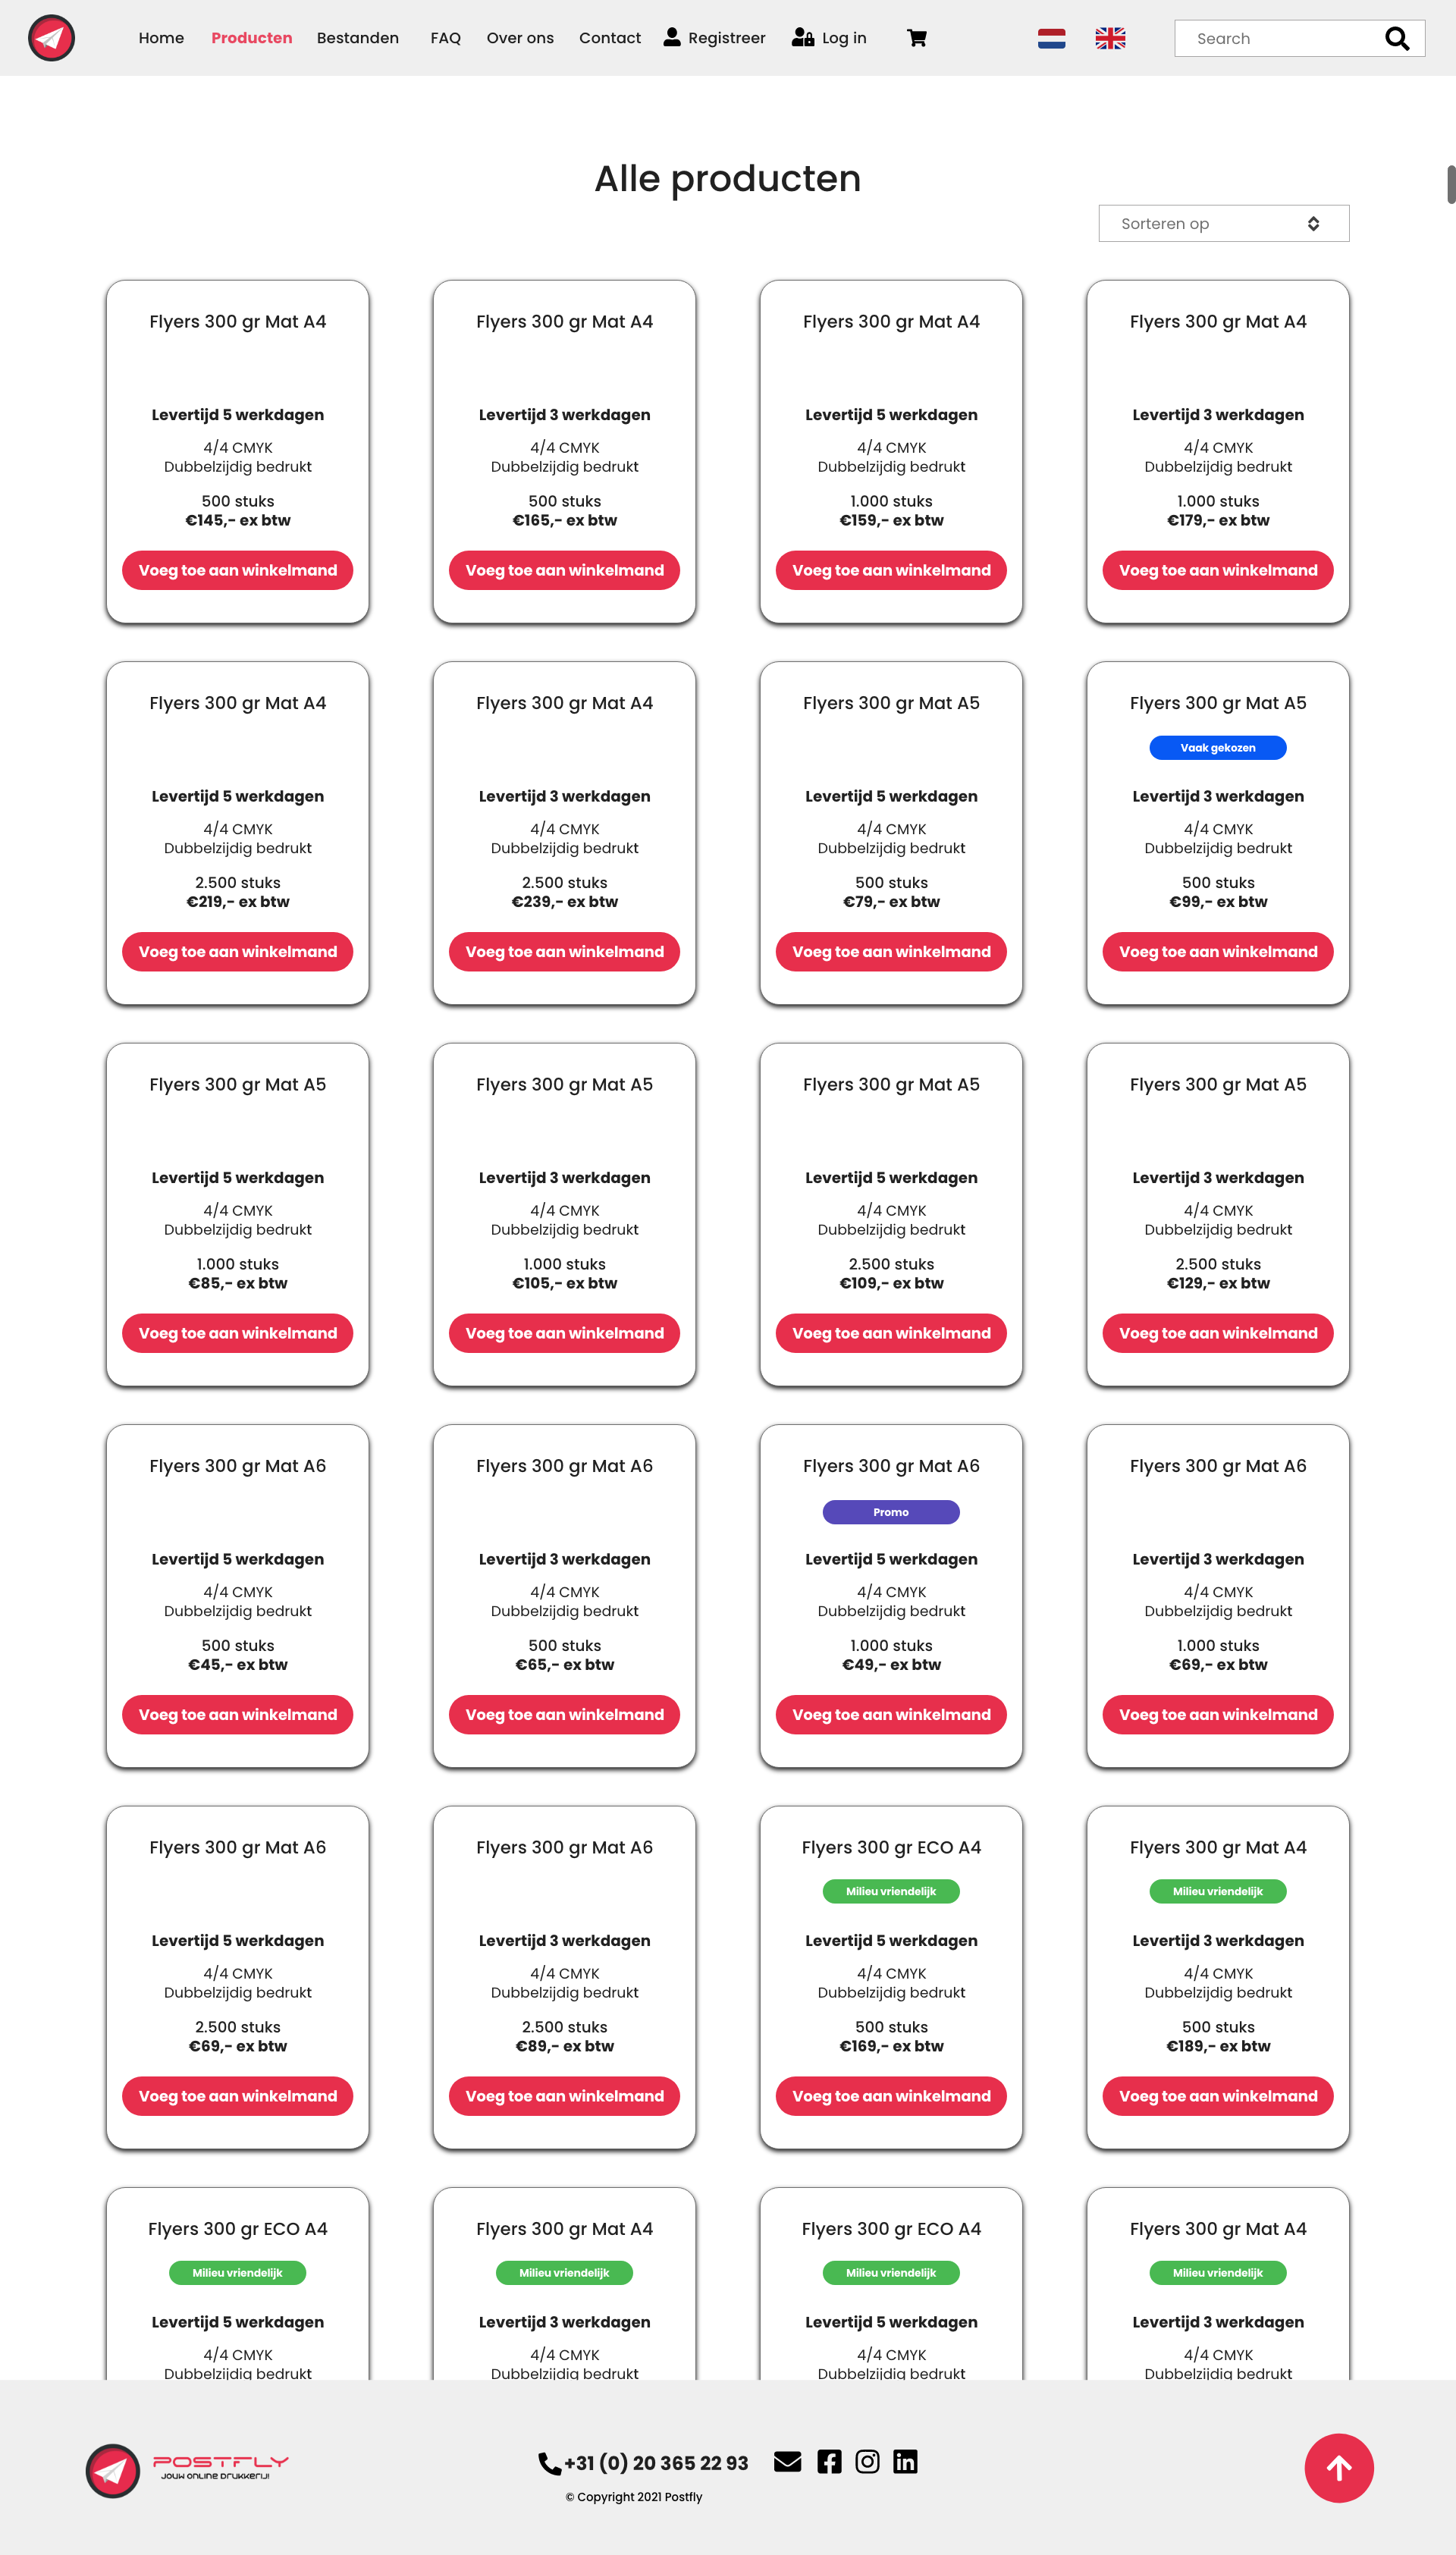 Home Producten Bestanden FAQ Over ons Contact Registreer Log in Search
Alle producten
Sorteren op
Flyers 300 gr Mat A4
Levertijd 5 werkdagen
4/4 CMYK
Dubbelzijdig bedrukt
500 stuks
€145,- ex btw
Voeg toe aan winkelmand
Flyers 300 gr Mat A4
Levertijd 3 werkdagen
4/4 CMYK
Dubbelzijdig bedrukt
500 stuks
€165,- ex btw
Voeg toe aan winkelmand
Flyers 300 gr Mat A4
Levertijd 5 werkdagen
4/4 CMYK
Dubbelzijdig bedrukt
1.000 stuks
€159,- ex btw
Voeg toe aan winkelmand
Flyers 300 gr Mat A4
Levertijd 3 werkdagen
4/4 CMYK
Dubbelzijdig bedrukt
1.000 stuks
€179,- ex btw
Voeg toe aan winkelmand
Flyers 300 gr Mat A4
Levertijd 5 werkdagen
4/4 CMYK
Dubbelzijdig bedrukt
2.500 stuks
€219,- ex btw
Voeg toe aan winkelmand
Flyers 300 gr Mat A4
Levertijd 3 werkdagen
4/4 CMYK
Dubbelzijdig bedrukt
2.500 stuks
€239,- ex btw
Voeg toe aan winkelmand
Flyers 300 gr Mat A5
Levertijd 5 werkdagen
4/4 CMYK
Dubbelzijdig bedrukt
500 stuks
€79,- ex btw
Voeg toe aan winkelmand
Flyers 300 gr Mat A5
Vaak gekozen
Levertijd 3 werkdagen
4/4 CMYK
Dubbelzijdig bedrukt
500 stuks
€99,- ex btw
Voeg toe aan winkelmand
Flyers 300 gr Mat A5
Levertijd 5 werkdagen
4/4 CMYK
Dubbelzijdig bedrukt
1.000 stuks
€85,- ex btw
Voeg toe aan winkelmand
Flyers 300 gr Mat A5
Levertijd 3 werkdagen
4/4 CMYK
Dubbelzijdig bedrukt
1.000 stuks
€105,- ex btw
Voeg toe aan winkelmand
Flyers 300 gr Mat A5
Levertijd 5 werkdagen
4/4 CMYK
Dubbelzijdig bedrukt
2.500 stuks
€109,- ex btw
Voeg toe aan winkelmand
Flyers 300 gr Mat A5
Levertijd 3 werkdagen
4/4 CMYK
Dubbelzijdig bedrukt
2.500 stuks
€129,- ex btw
Voeg toe aan winkelmand
Flyers 300 gr Mat A6
Levertijd 5 werkdagen
4/4 CMYK
Dubbelzijdig bedrukt
500 stuks
€45,- ex btw
Voeg toe aan winkelmand
Flyers 300 gr Mat A6
Levertijd 3 werkdagen
4/4 CMYK
Dubbelzijdig bedrukt
500 stuks
€65,- ex btw
Voeg toe aan winkelmand
Flyers 300 gr Mat A6
Promo
Levertijd 5 werkdagen
4/4 CMYK
Dubbelzijdig bedrukt
1.000 stuks
€49,- ex btw
Voeg toe aan winkelmand
Flyers 300 gr Mat A6
Levertijd 3 werkdagen
4/4 CMYK
Dubbelzijdig bedrukt
1.000 stuks
€69,- ex btw
Voeg toe aan winkelmand
Flyers 300 gr Mat A6
Levertijd 5 werkdagen
4/4 CMYK
Dubbelzijdig bedrukt
2.500 stuks
€69,- ex btw
Voeg toe aan winkelmand
Flyers 300 gr Mat A6
Levertijd 3 werkdagen
4/4 CMYK
Dubbelzijdig bedrukt
2.500 stuks
€89,- ex btw
Voeg toe aan winkelmand
Flyers 300 gr ECO A4
Milieu vriendelijk
Levertijd 5 werkdagen
4/4 CMYK
Dubbelzijdig bedrukt
500 stuks
€169,- ex btw
Voeg toe aan winkelmand
Flyers 300 gr Mat A4
Milieu vriendelijk
Levertijd 3 werkdagen
4/4 CMYK
Dubbelzijdig bedrukt
500 stuks
€189,- ex btw
Voeg toe aan winkelmand
Flyers 300 gr ECO A4
Milieu vriendelijk
Levertijd 5 werkdagen
4/4 CMYK
Dubbelzijdig bedrukt
Flyers 300 gr Mat A4
Milieu vriendelijk
Levertijd 3 werkdagen
4/4 CMYK
Dubbelzijdig bedrukt
Flyers 300 gr ECO A4
Milieu vriendelijk
Levertijd 5 werkdagen
4/4 CMYK
Dubbelzijdig bedrukt
Flyers 300 gr Mat A4
Milieu vriendelijk
Levertijd 3 werkdagen
4/4 CMYK
Dubbelzijdig bedrukt
POSTFLY
JOUW ONLINE DRUKKERIJ!
+31 (0) 20 365 22 93
© Copyright 2021 Postfly